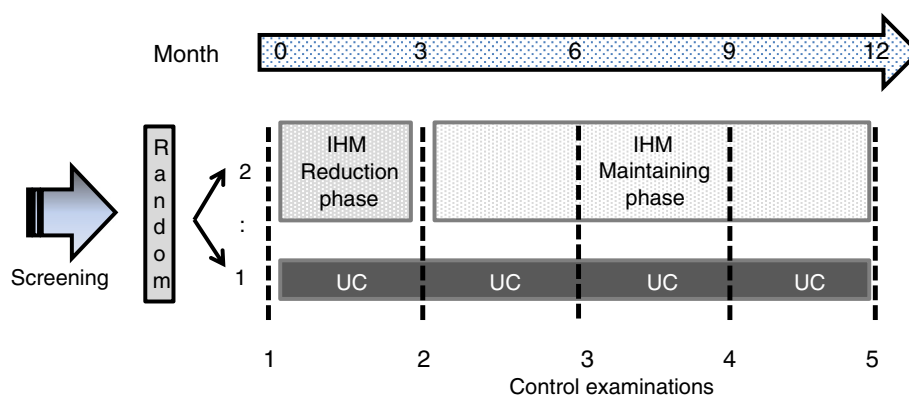 Month 0 3 6 9 12
Screening
Random
2
:
1
IHM
Reduction
phase
IHM
Maintaining
phase
UC UC UC UC
1 2 3 4 5
Control examinations